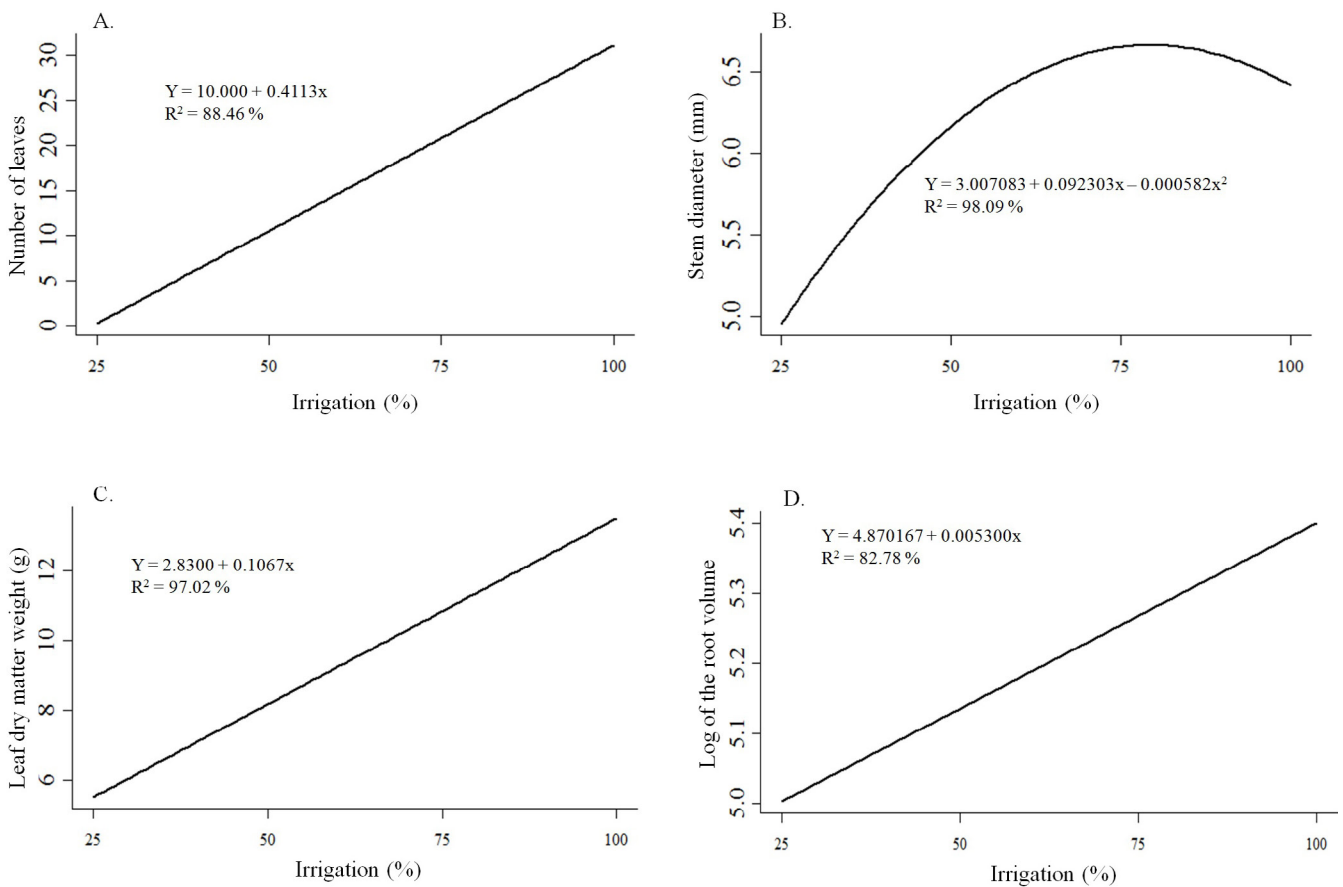 A.
Number of leaves
30
25
20
15
10
5
0
Y = 10.000 + 0.4113x
R² = 88.46 %
25 50 75 100
Irrigation (%)
B.
Stem diameter (mm)
6.5
6.0
5.5
5.0
Y = 3.007083 + 0.092303x – 0.000582x²
R² = 98.09 %
25 50 75 100
Irrigation (%)
C.
Leaf dry matter weight (g)
12
10
8
6
Y = 2.8300 + 0.1067x
R² = 97.02 %
25 50 75 100
Irrigation (%)
D.
Log of the root volume
5.4
5.3
5.2
5.1
5.0
Y = 4.870167 + 0.005300x
R² = 82.78 %
25 50 75 100
Irrigation (%)